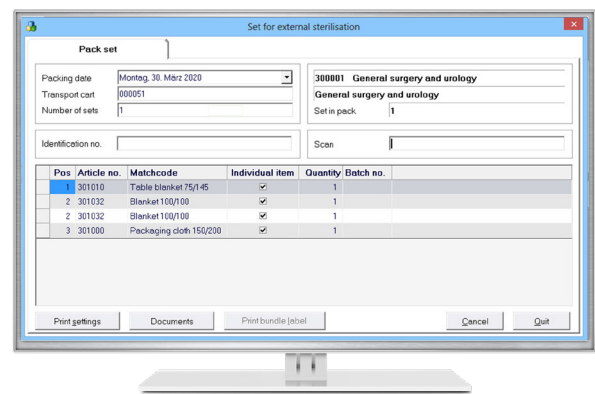 Set for external sterilisation
Pack set
Packing date Montag, 30. März 2020
Transport cart 000051
Number of sets 1
300001 General surgery and urology
General surgery and urology
Set in pack 1
Identification no.
Scan
Pos Article no. Matchcode Individual item Quantity Batch no.
1 301010 Table blanket 75/145 1
2 301032 Blanket 100/100 1
2 301032 Blanket 100/100 1
3 301000 Packaging cloth 150/200 1
Print settings Documents Print bundle label Cancel Quit